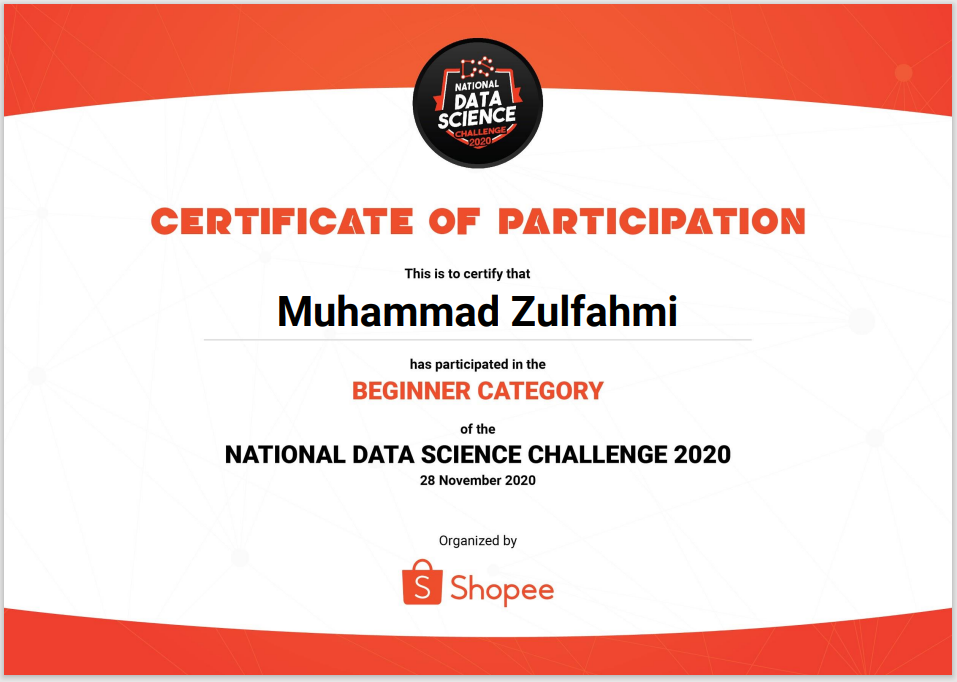 DS
NATIONAL
DATA
SCIENCE
CHALLENGE
2020
CERTIFICATE OF PARTICIPATION
This is to certify that
Muhammad Zulfahmi
has participated in the
BEGINNER CATEGORY
of the
NATIONAL DATA SCIENCE CHALLENGE 2020
28 November 2020
Organized by
S Shopee